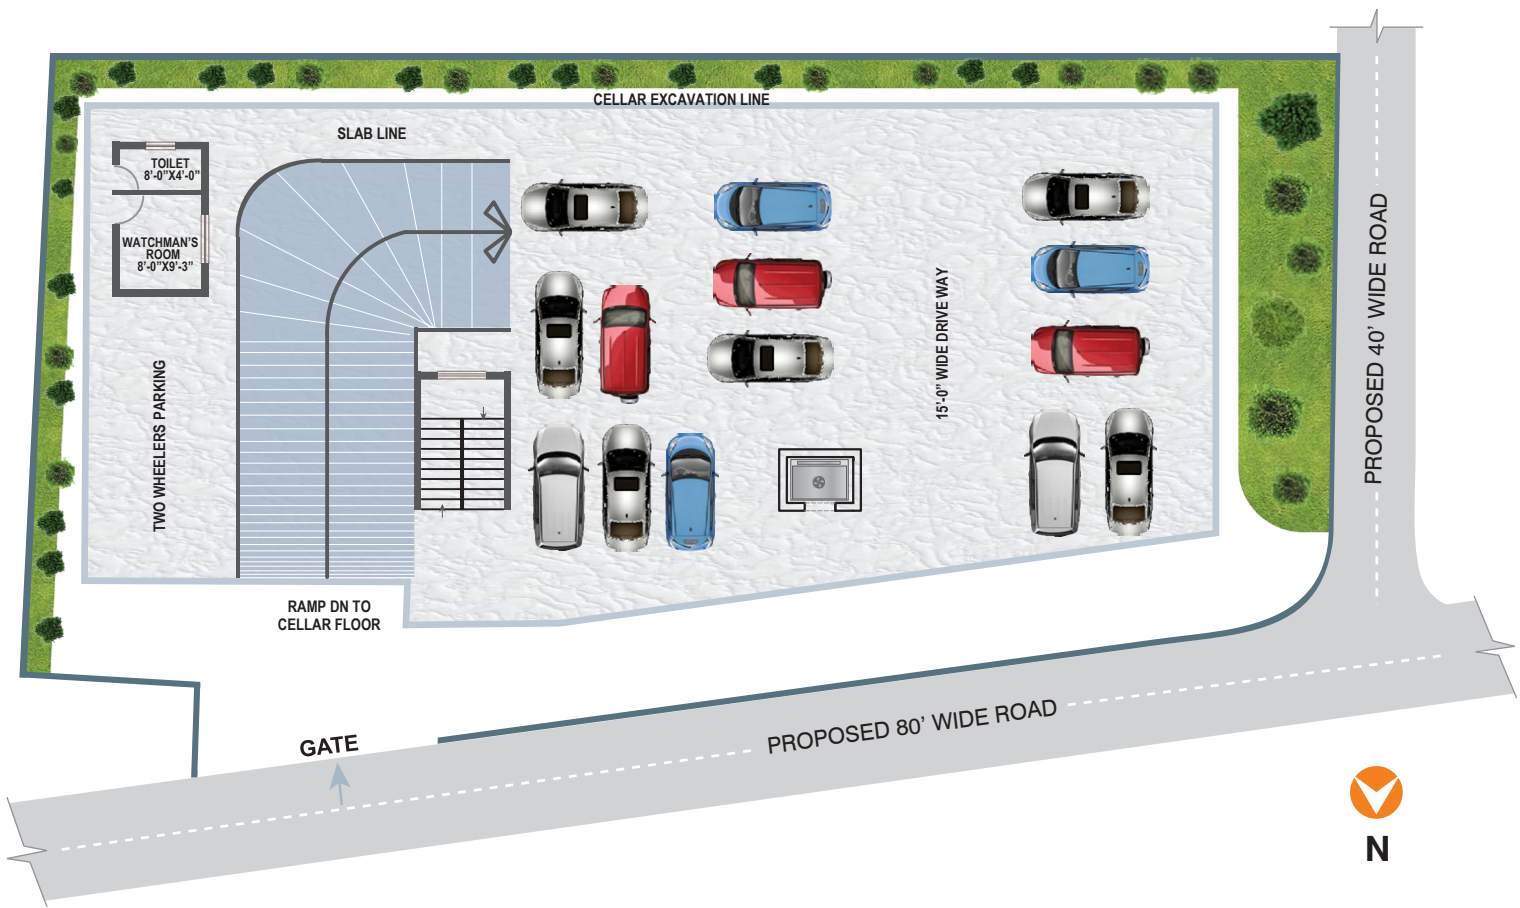 CELLAR EXCAVATION LINE
SLAB LINE
TOILET
8'-0"X4'-0"
WATCHMAN'S
ROOM
8'-0"X9'-3"
TWO WHEELERS PARKING
15'-0" WIDE DRIVE WAY
PROPOSED 40' WIDE ROAD
RAMP DN TO
CELLAR FLOOR
GATE
PROPOSED 80' WIDE ROAD
N